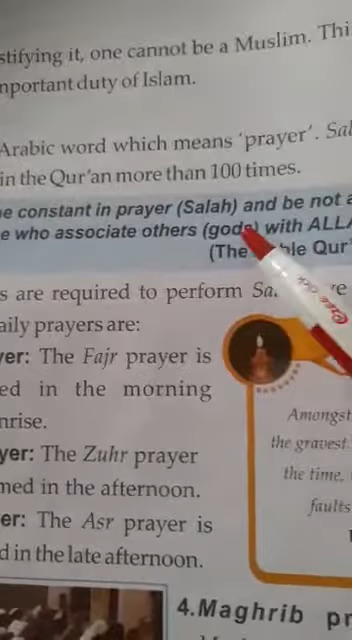 stifying it, one cannot be a Muslim. Thi
nportant duty of Islam.
Arabic word which means 'prayer'. Sal
in the Qur'an more than 100 times.
e constant in prayer (Salah) and be not a
e who associate others (gods) with ALLA
(The ble Qur'
s are required to perform Sa
aily prayers are:
yer: The Fajr prayer is
ed in the morning
nrise.
yer: The Zuhr prayer
med in the afternoon.
er: The Asr prayer is
d in the late afternoon.
Amongst
the gravest
the time,
faults
4.Maghrib pr